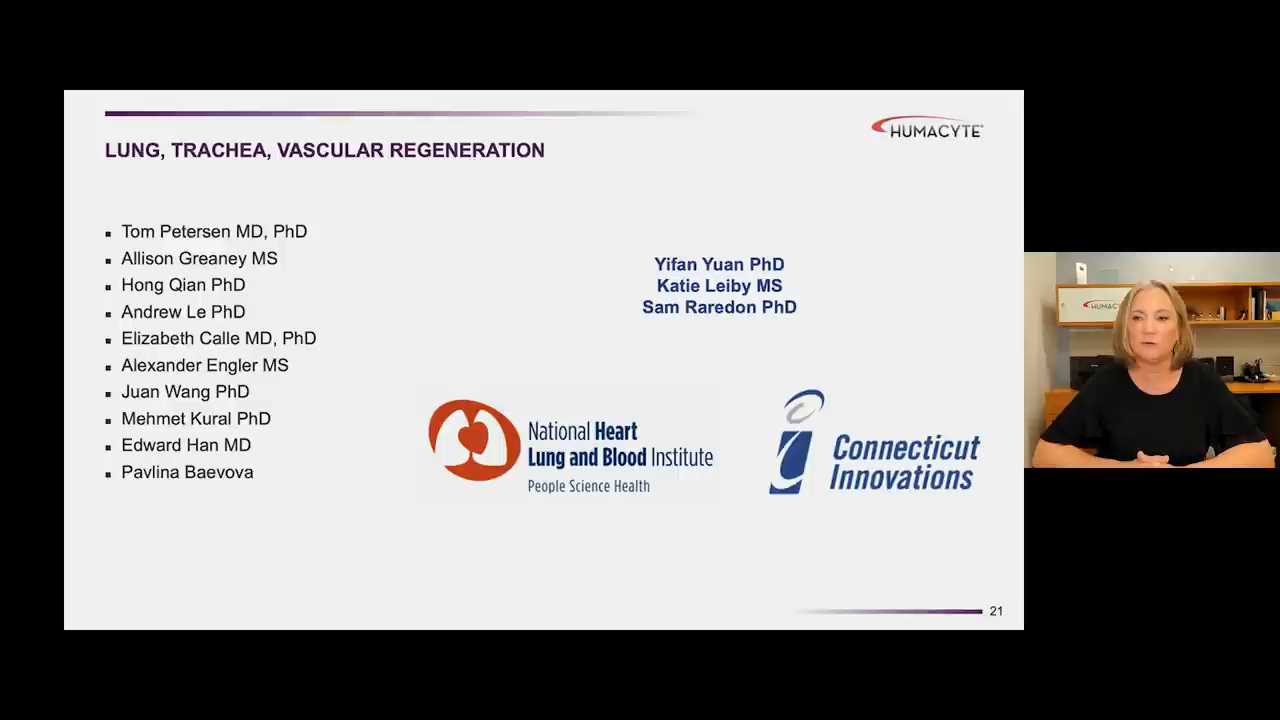 HUMACYTE
LUNG, TRACHEA, VASCULAR REGENERATION
Tom Petersen MD, PhD
Allison Greaney MS
Hong Qian PhD
Andrew Le PhD
Elizabeth Calle MD, PhD
Alexander Engler MS
Juan Wang PhD
Mehmet Kural PhD
Edward Han MD
Pavlina Baevova
Yifan Yuan PhD
Katie Leiby MS
Sam Raredon PhD
National Heart
Lung and Blood Institute
People Science Health
Connecticut
Innovations
21
HUMACY